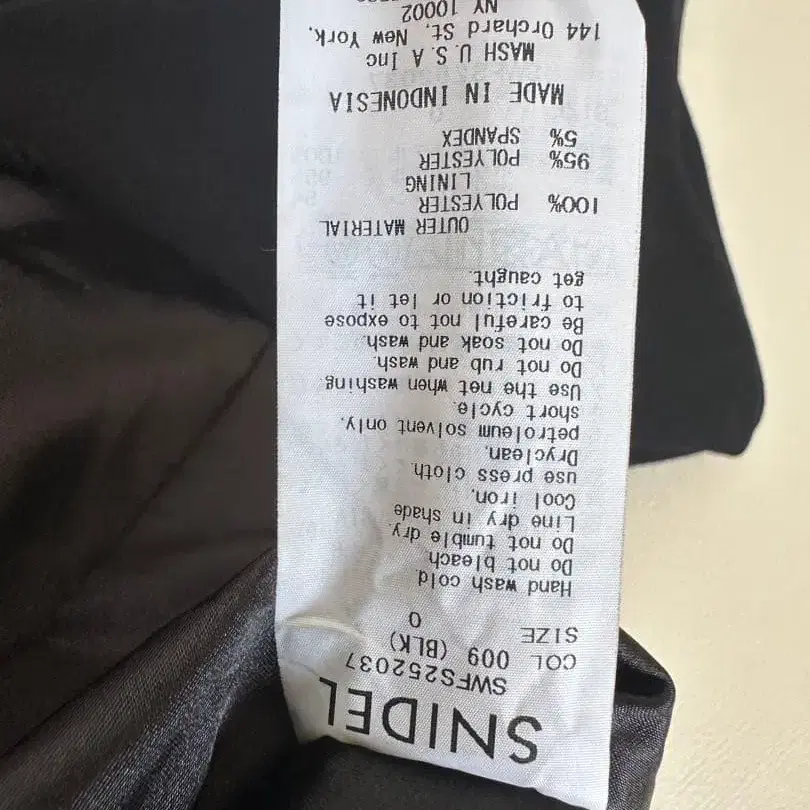 SNIDEL
SWFS252037
COL 009 (BLK)
SIZE 0
Hand wash cold.
Do not bleach.
Do not tumble dry.
Line dry in shade
Cool iron.
use press cloth.
Dryclean.
petroleum solvent only.
short cycle.
Use the net when washing
Do not rub and wash.
Do not soak and wash.
Be careful not to expose
to friction or let it
get caught.
OUTER MATERIAL
100% POLYESTER
LINING
95% POLYESTER
5% SPANDEX
MADE IN INDONESIA
MASH U.S.A Inc
144 Orchard St, New York,
NY 10002